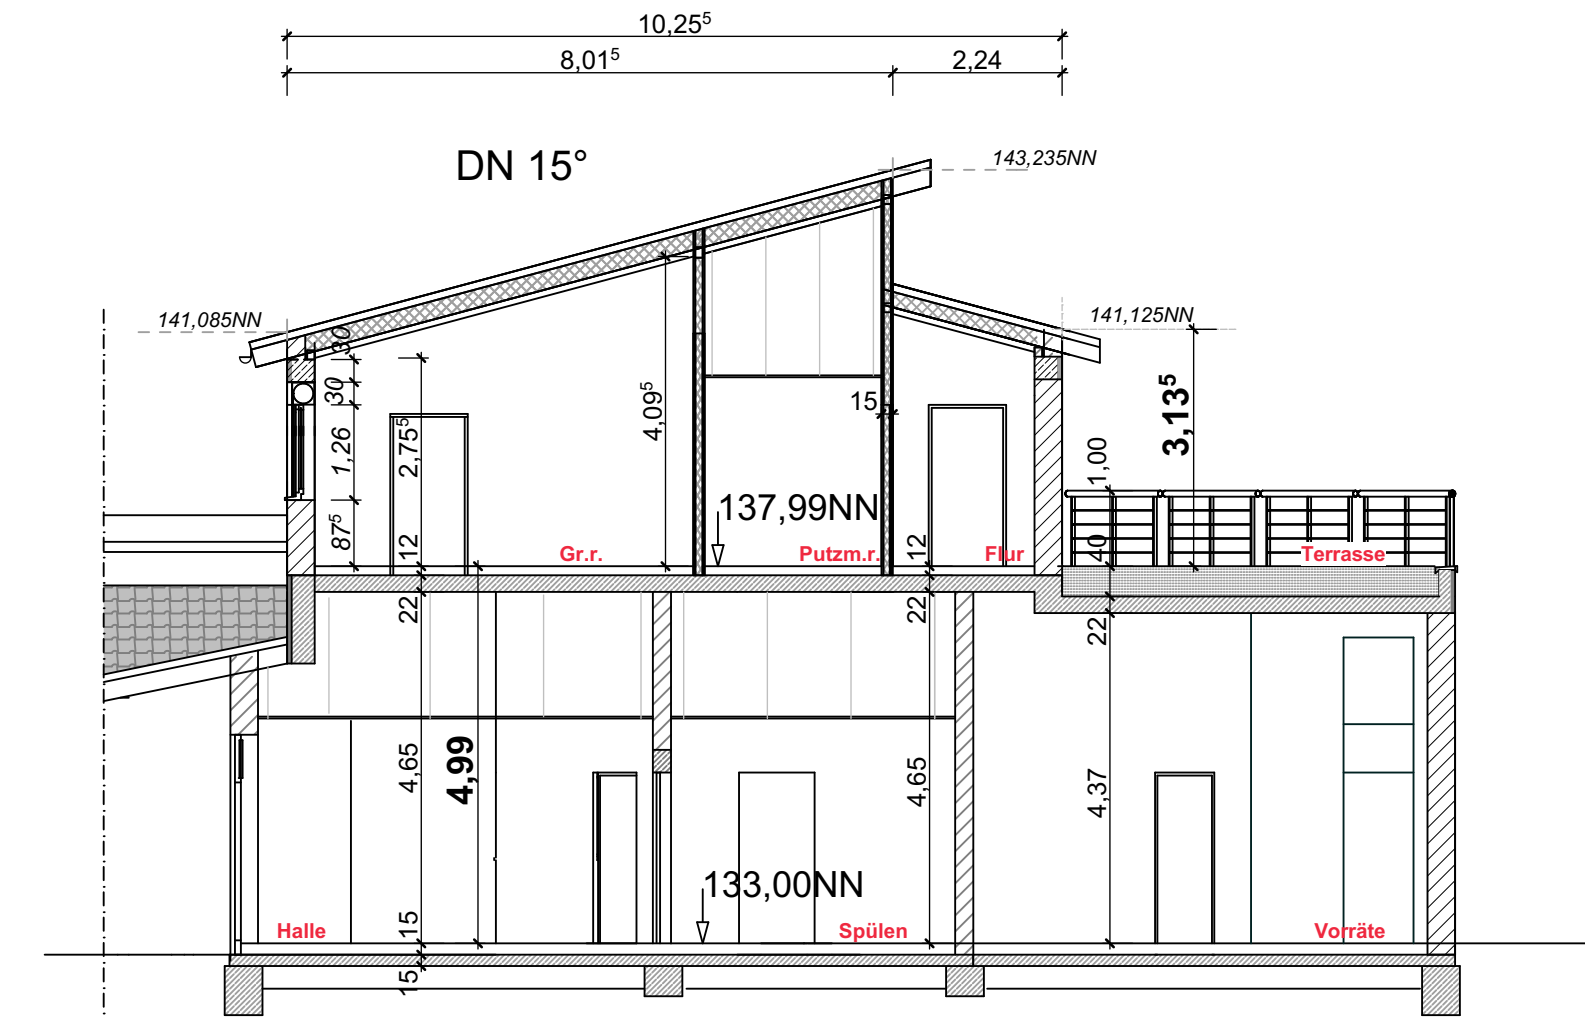 10,25⁵
8,01⁵
2,24
DN 15°
143,235NN
141,085NN
141,125NN
30
30
1,26
87⁵
2,75⁵
4,09⁵
15
3,13⁵
1,00
137,99NN
12
12
40
Gr.r.
Putzm.r.
Flur
Terrasse
22
22
22
4,65
4,99
4,65
4,37
133,00NN
15
Halle
Spülen
Vorräte
15